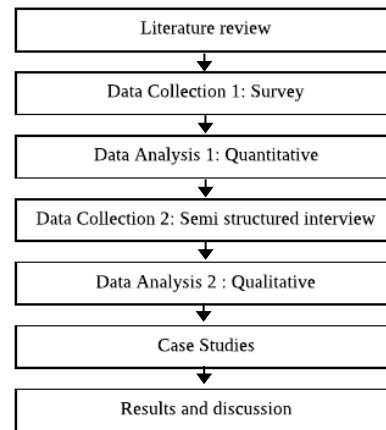 Literature review
Data Collection 1: Survey
Data Analysis 1: Quantitative
Data Collection 2: Semi structured interview
Data Analysis 2 : Qualitative
Case Studies
Results and discussion